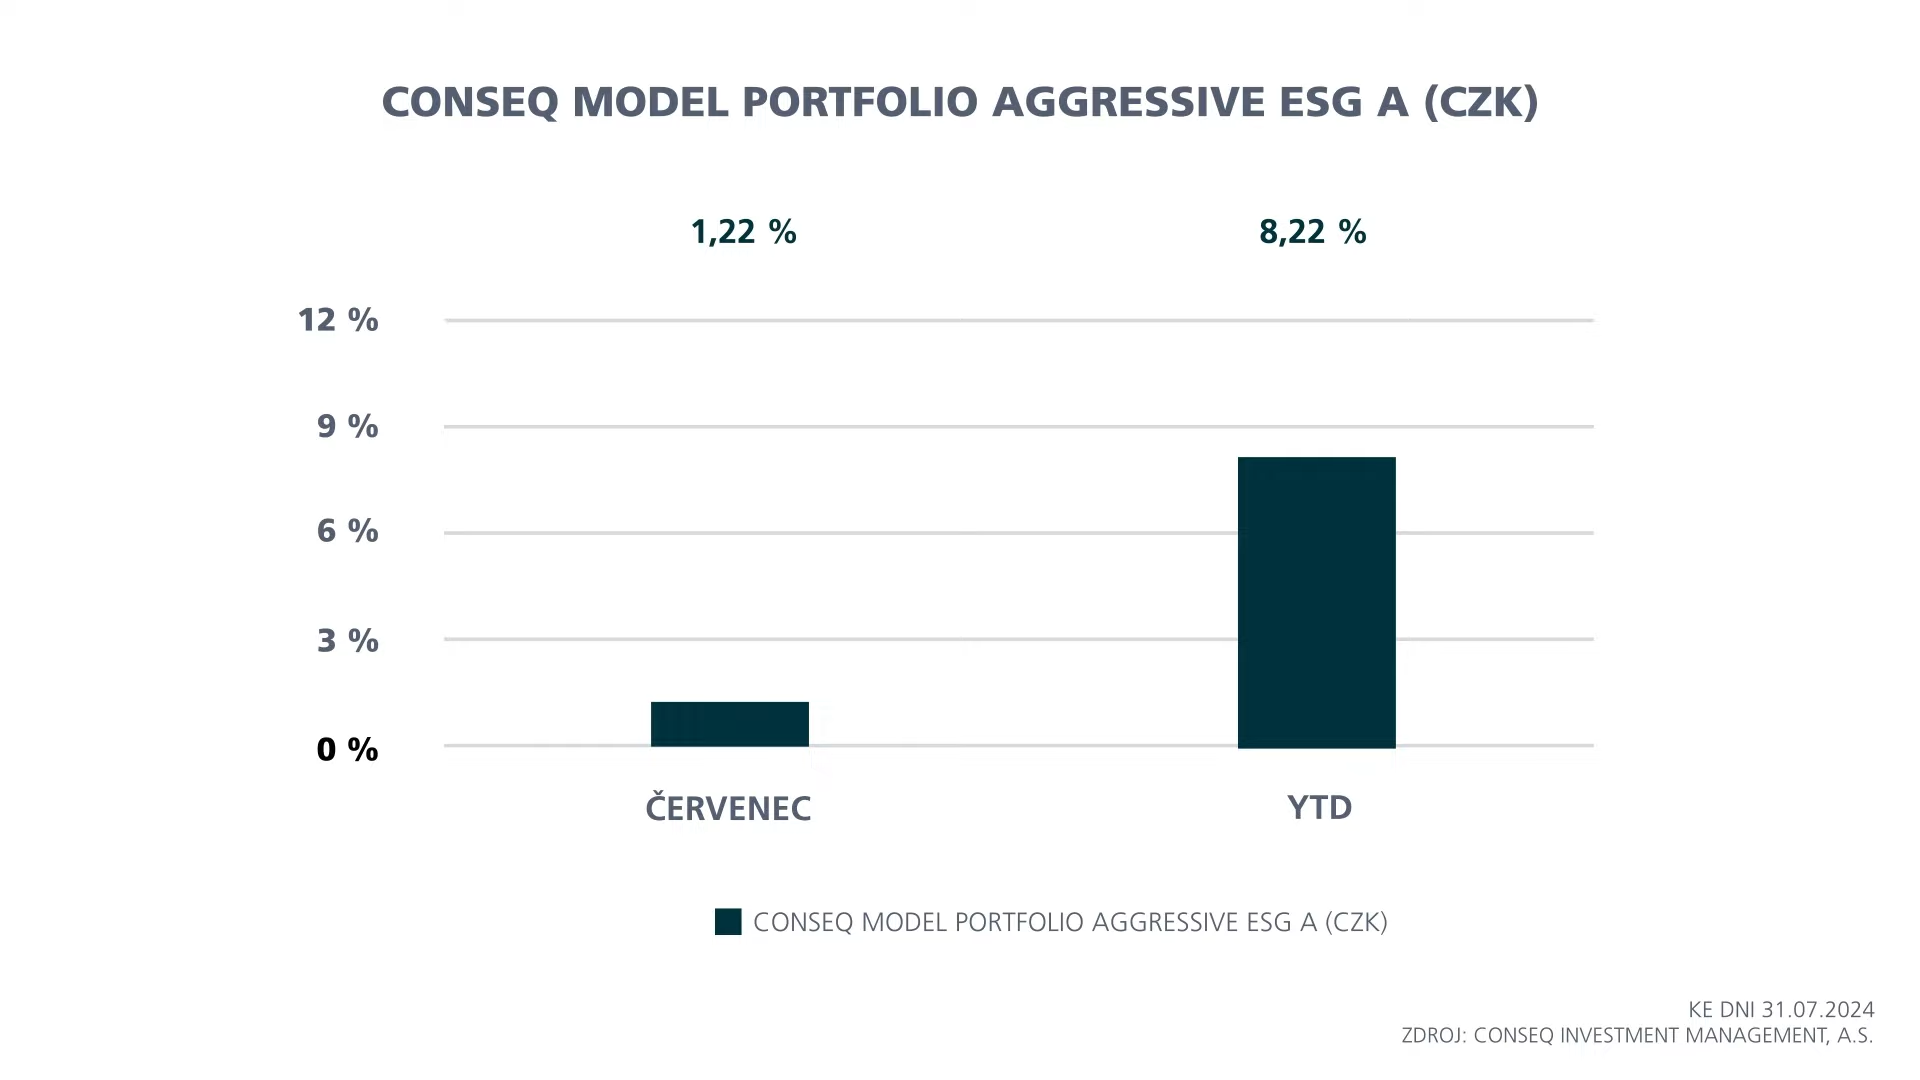 CONSEQ MODEL PORTFOLIO AGGRESSIVE ESG A (CZK)
1,22 % 8,22 %
12 %
9 %
6 %
3 %
0 %
ČERVENEC YTD
CONSEQ MODEL PORTFOLIO AGGRESSIVE ESG A (CZK)
KE DNI 31.07.2024
ZDROJ: CONSEQ INVESTMENT MANAGEMENT, A.S.